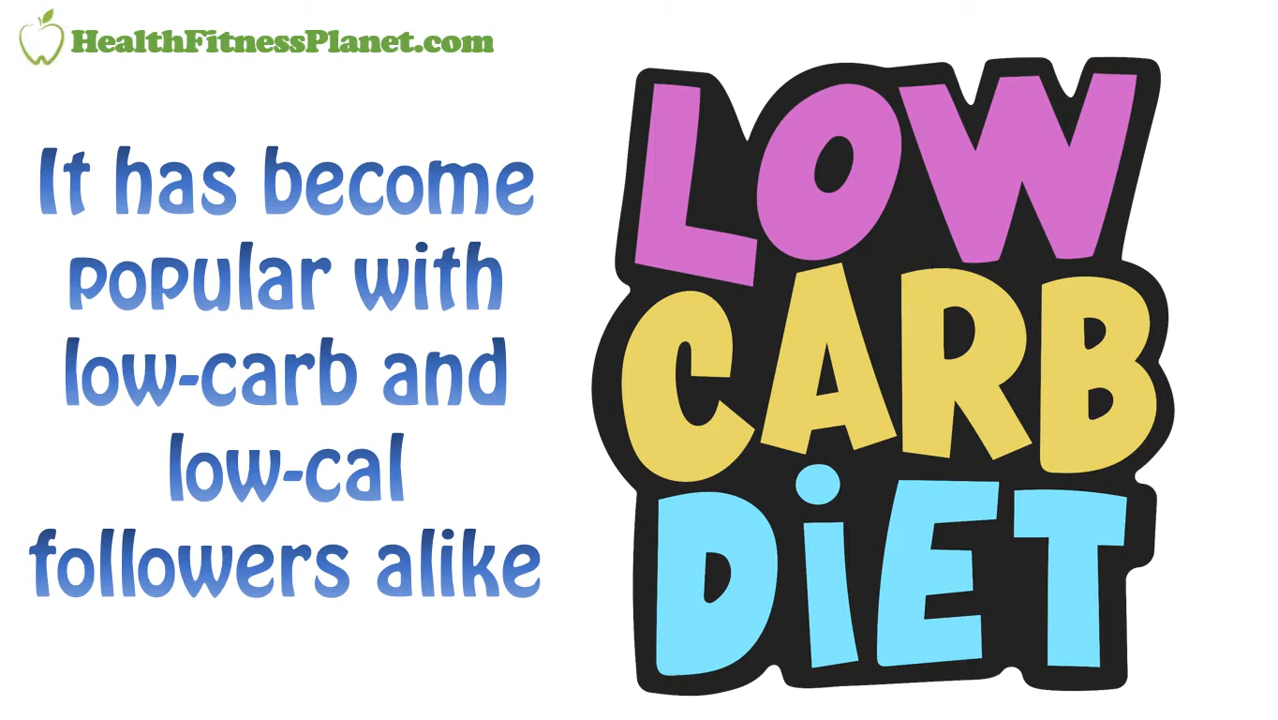 HealthFitnessPlanet.com
It has become
popular with
low-carb and
low-cal
followers alike
LOW
CARB
DiET